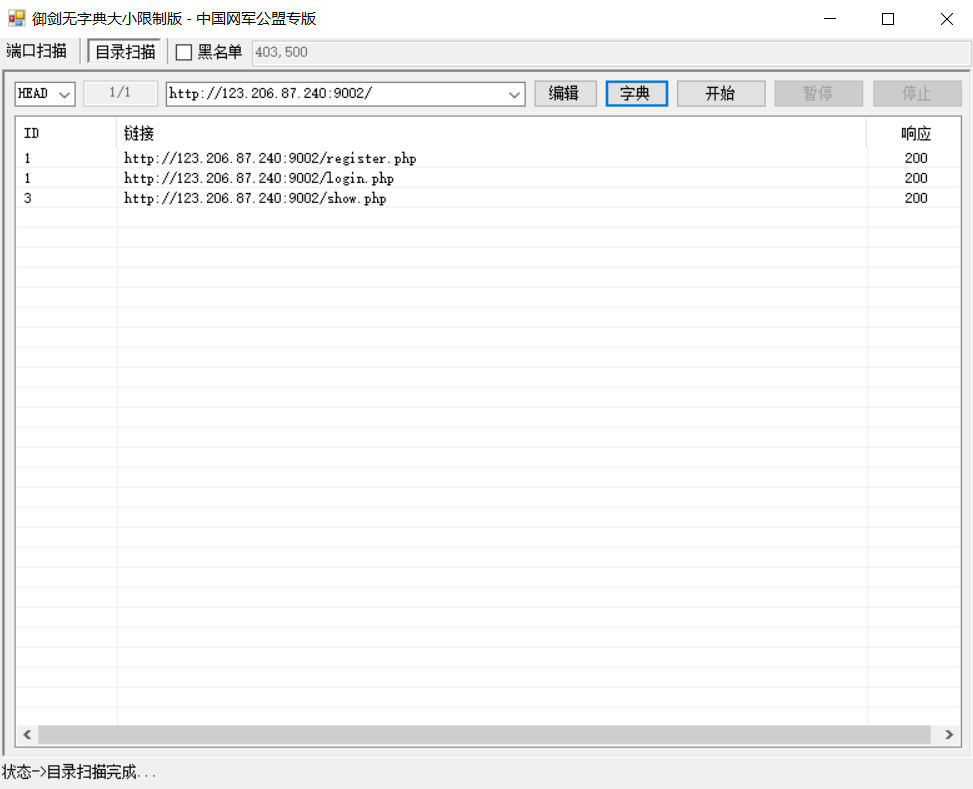 御剑无字典大小限制版 - 中国网军公盟专版
端口扫描 目录扫描 黑名单 403,500
HEAD 1/1 http://123.206.87.240:9002/ 编辑 字典 开始 暂停 停止
ID 链接 响应
1 http://123.206.87.240:9002/register.php 200
1 http://123.206.87.240:9002/login.php 200
3 http://123.206.87.240:9002/show.php 200
状态->目录扫描完成...